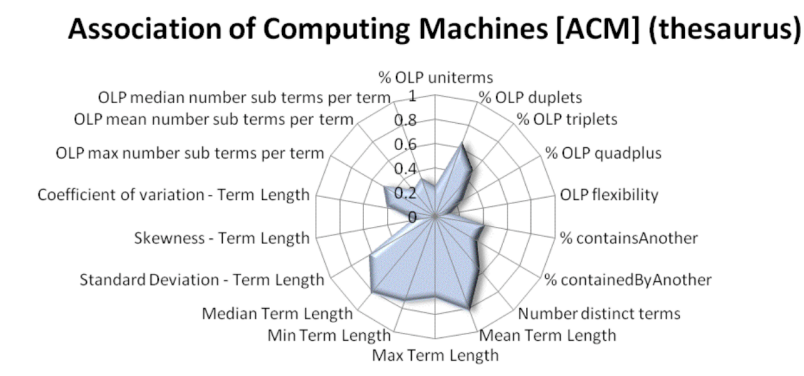 Association of Computing Machines [ACM] (thesaurus)
% OLP uniterms
OLP median number sub terms per term
1
% OLP duplets
OLP mean number sub terms per term
0.8
% OLP triplets
0.6
OLP max number sub terms per term
% OLP quadplus
0.4
Coefficient of variation - Term Length
0.2
OLP flexibility
0
Skewness - Term Length
% containsAnother
Standard Deviation - Term Length
% containedByAnother
Median Term Length
Number distinct terms
Min Term Length
Mean Term Length
Max Term Length